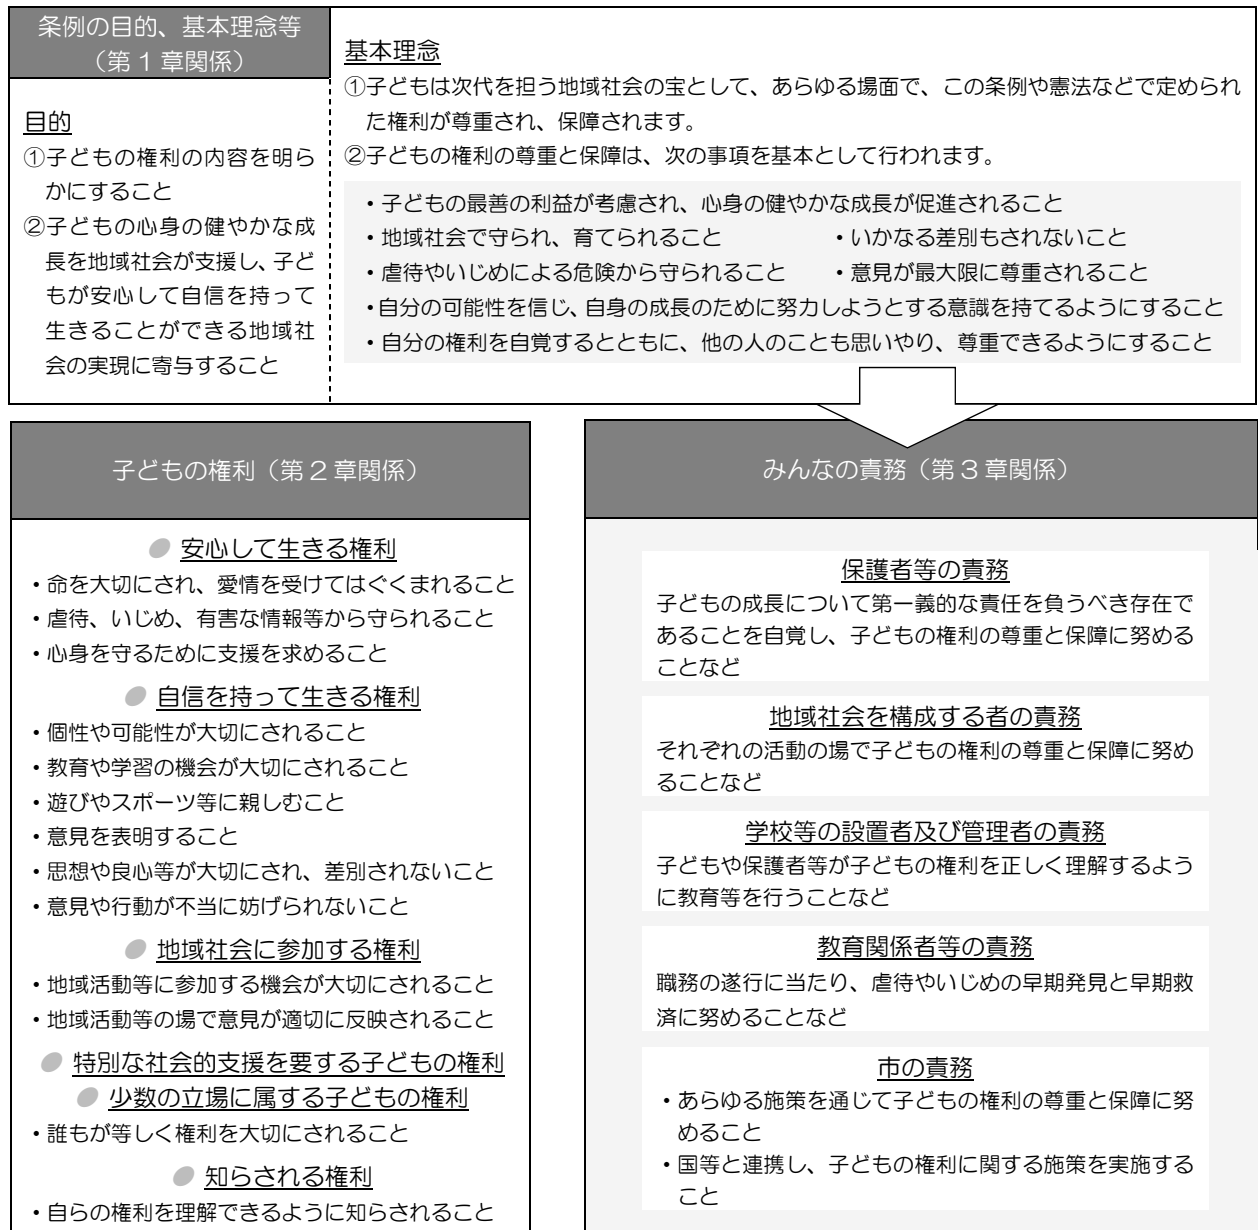 条例の目的、基本理念等
（第１章関係）
目的
①子どもの権利の内容を明ら
かにすること
②子どもの心身の健やかな成
長を地域社会が支援し、子ど
もが安心して自信を持って
生きることができる地域社
会の実現に寄与すること
基本理念
①子どもは次代を担う地域社会の宝として、あらゆる場面で、この条例や憲法などで定められ
た権利が尊重され、保障されます。
②子どもの権利の尊重と保障は、次の事項を基本として行われます。
・子どもの最善の利益が考慮され、心身の健やかな成長が促進されること
・地域社会で守られ、育てられること　・いかなる差別もされないこと
・虐待やいじめによる危険から守られること　・意見が最大限に尊重されること
・自分の可能性を信じ、自身の成長のために努力しようとする意識を持てるようにすること
・自分の権利を自覚するとともに、他の人のことも思いやり、尊重できるようにすること
子どもの権利（第２章関係）
安心して生きる権利
・命を大切にされ、愛情を受けてはぐくまれること
・虐待、いじめ、有害な情報等から守られること
・心身を守るために支援を求めること
自信を持って生きる権利
・個性や可能性が大切にされること
・教育や学習の機会が大切にされること
・遊びやスポーツ等に親しむこと
・意見を表明すること
・思想や良心等が大切にされ、差別されないこと
・意見や行動が不当に妨げられないこと
地域社会に参加する権利
・地域活動等に参加する機会が大切にされること
・地域活動等の場で意見が適切に反映されること
特別な社会的支援を要する子どもの権利
少数の立場に属する子どもの権利
・誰もが等しく権利を大切にされること
知らされる権利
・自らの権利を理解できるように知らされること
みんなの責務（第３章関係）
保護者等の責務
子どもの成長について第一義的な責任を負うべき存在で
あることを自覚し、子どもの権利の尊重と保障に努める
ことなど
地域社会を構成する者の責務
それぞれの活動の場で子どもの権利の尊重と保障に努め
ることなど
学校等の設置者及び管理者の責務
子どもや保護者等が子どもの権利を正しく理解するよう
に教育等を行うことなど
教育関係者等の責務
職務の遂行に当たり、虐待やいじめの早期発見と早期救
済に努めることなど
市の責務
・あらゆる施策を通じて子どもの権利の尊重と保障に努
めること
・国等と連携し、子どもの権利に関する施策を実施する
こと